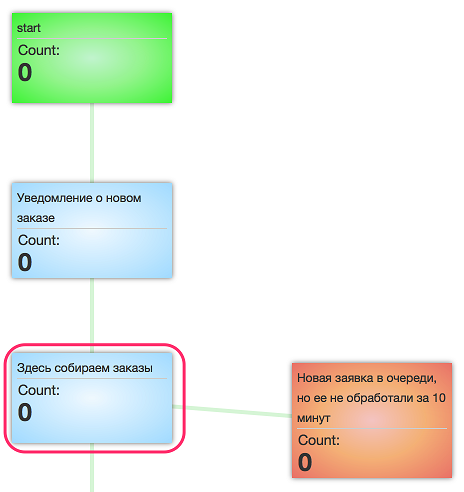 start
Count:
0
Уведомление о новом
заказе
Count:
0
Здесь собираем заказы
Count:
0
Новая заявка в очереди,
но ее не обработали за 10
минут
Count:
0